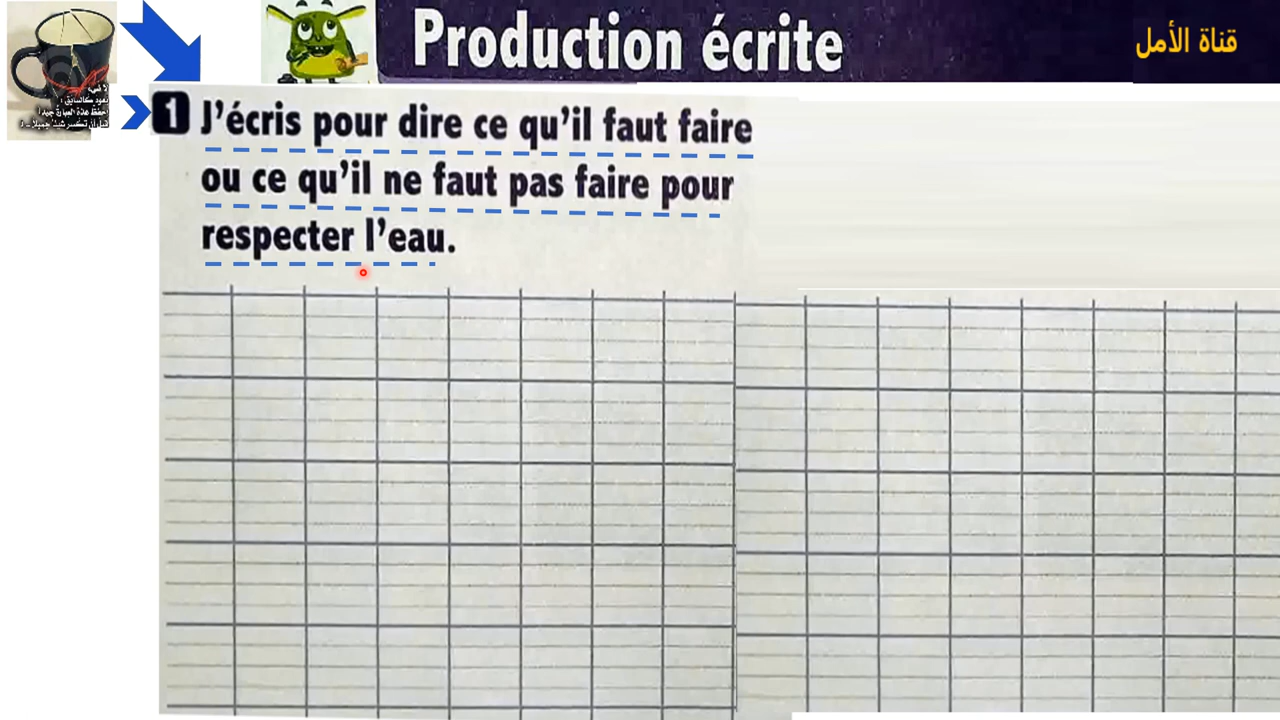 Production écrite
قناة الأمل
1 J'écris pour dire ce qu'il faut faire
ou ce qu'il ne faut pas faire pour
respecter l'eau.